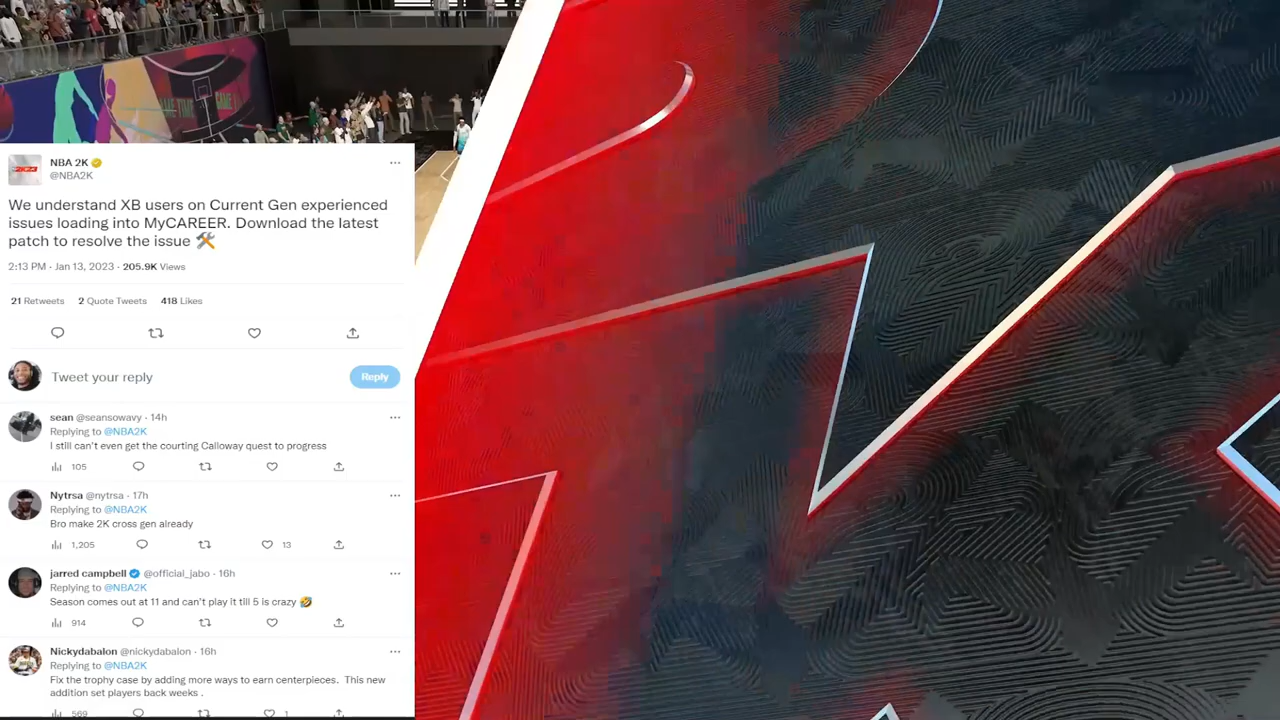 NBA 2K
@NBA2K
We understand XB users on Current Gen experienced
issues loading into MyCAREER. Download the latest
patch to resolve the issue 🛠️
2:13 PM · Jan 13, 2023 · 205.9K Views
21 Retweets 2 Quote Tweets 418 Likes
Tweet your reply
Reply
sean @seansowavy · 14h
Replying to @NBA2K
I still can't even get the courting Calloway quest to progress
105
Nytrsa @nytrsa · 17h
Replying to @NBA2K
Bro make 2K cross gen already
1,205 13
jarred campbell @official_jabo · 16h
Replying to @NBA2K
Season comes out at 11 and can't play it till 5 is crazy 🤣
914
Nickydabalon @nickydabalon · 16h
Replying to @NBA2K
Fix the trophy case by adding more ways to earn centerpieces. This new
addition set players back weeks .
569 1